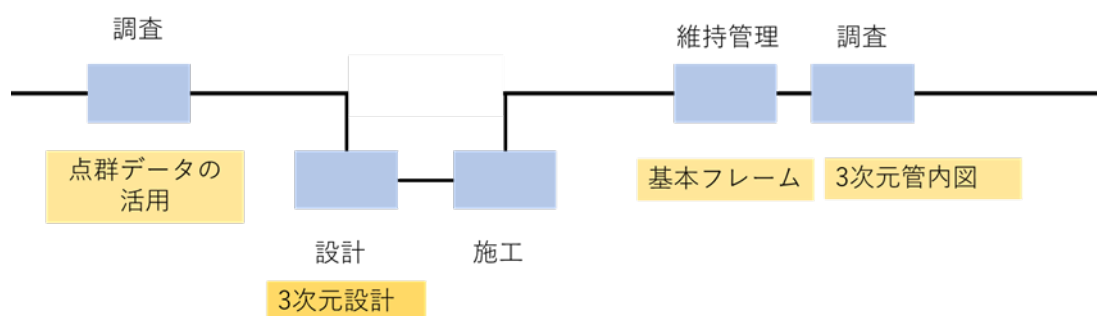 調査
維持管理
調査
点群データの
活用
基本フレーム
3次元管内図
設計
施工
3次元設計